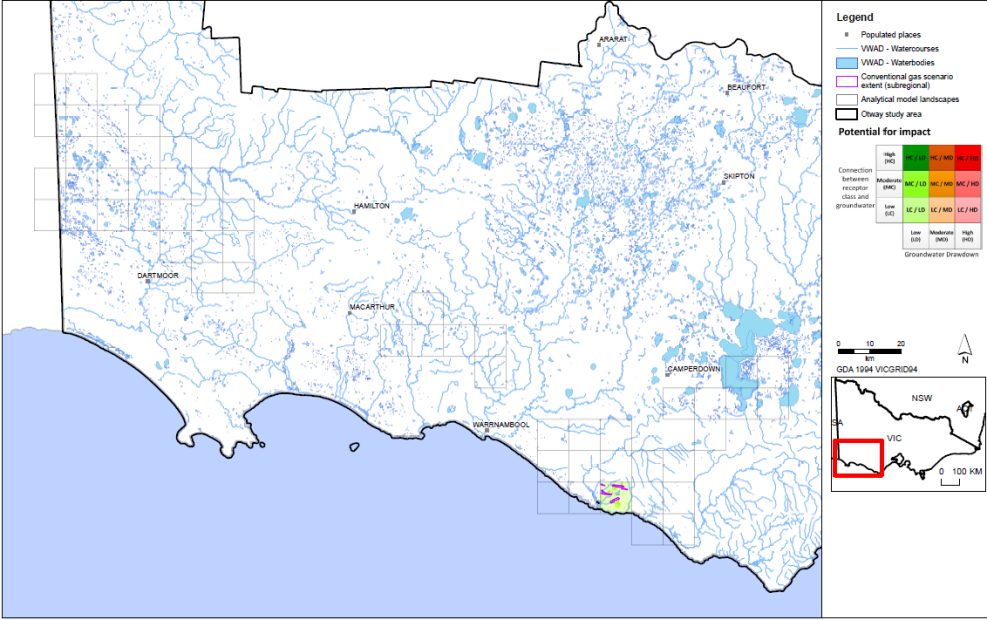 ARARAT
BEAUFORT
SKIPTON
HAMILTON
DARTMOOR
MACARTHUR
CAMPERDOWN
WARRNAMBOOL
Legend
Populated places
VWAD - Watercourses
VWAD - Waterbodies
Conventional gas scenario
extent (subregional)
Analytical model landscapes
Otway study area
Potential for impact
Connection
between
receptor
class and
groundwater
High
(HC)
HC / LD HC / MD HC / HD
Moderate
(MC)
MC / LD MC / MD MC / HD
Low
(LC)
LC / LD LC / MD LC / HD
Low
(LD)
Moderate
(MD)
High
(HD)
Groundwater Drawdown
0 10 20
km
N
GDA 1994 VICGRID94
NSW
SA
VIC
0 100 KM